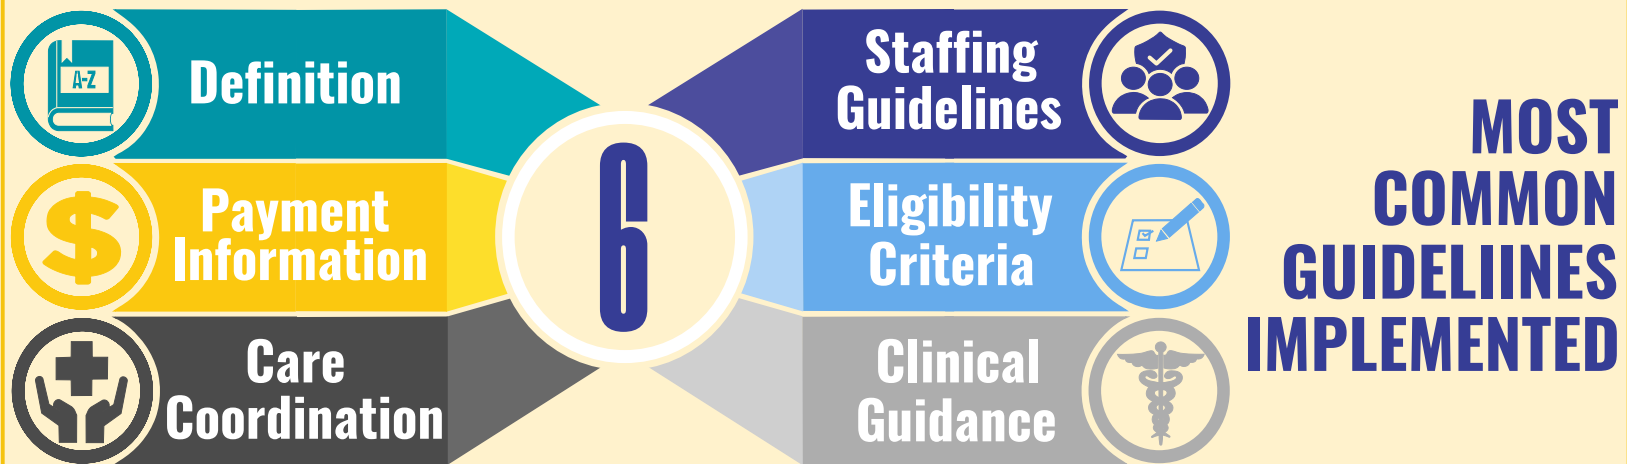 A-Z
Definition
Payment
Information
Care
Coordination
6
Staffing
Guidelines
Eligibility
Criteria
Clinical
Guidance
MOST
COMMON
GUIDELIINES
IMPLEMENTED